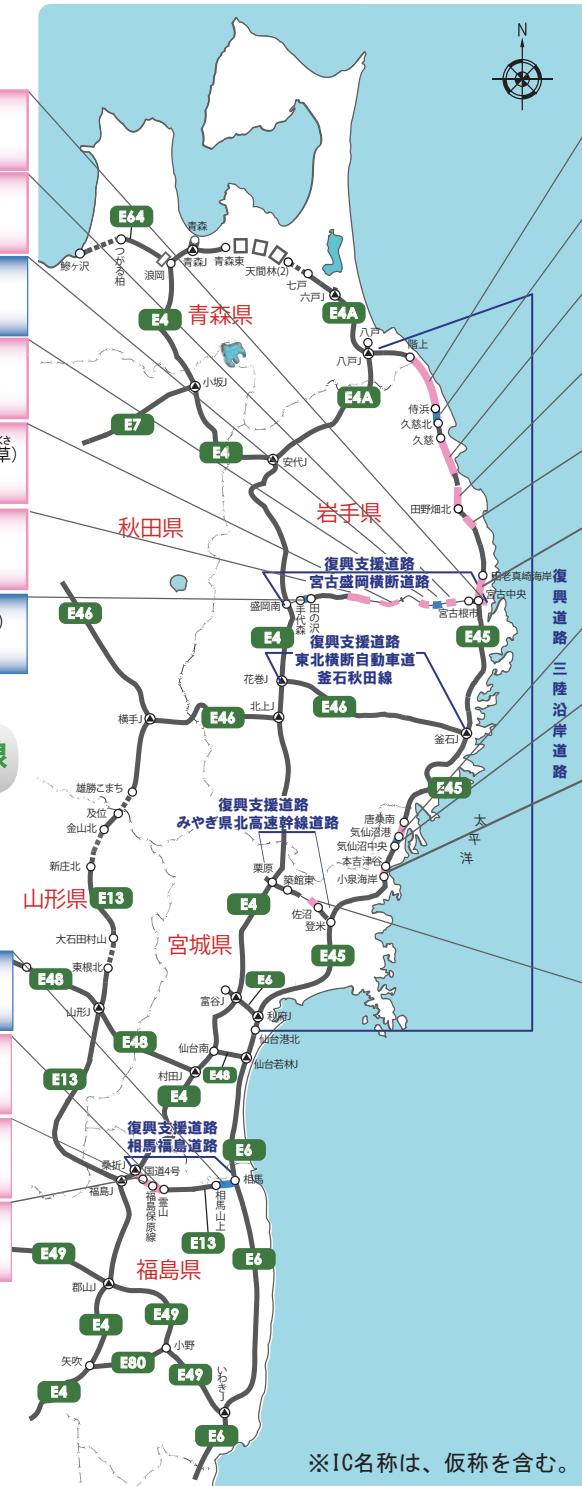 N
E64
青森
つがる柏
鰺ヶ沢
浪岡
青森J
青森東
天間林(2)
七戸
六戸J
E4A
E4
青森県
八戸
八戸J
階上
小坂J
E4A
侍浜
久慈北
久慈
E7
E4
安代J
草)
秋田県
岩手県
田野畑北
復興支援道路
宮古盛岡横断道路
田老真崎海岸
宮古中央
宮古根市
盛岡南
手代森
田の沢
復興道路 三陸沿岸道路
)
E46
E4
E45
復興支援道路
東北横断自動車道
釜石秋田線
花巻J
E46
北上J
横手J
E46
釜石J
線
雄勝こまち
及位
金山北
E45
復興支援道路
みやぎ県北高速幹線道路
唐桑南
気仙沼港
気仙沼中央
本吉津谷
小泉海岸
太平洋
新庄北
栗原
築館東
山形県
E13
E4
佐沼
登米
大石田村山
宮城県
E45
東根北
E48
E6
富谷J
利府J
山形J
仙台港北
E48
仙台南
仙台若林J
E13
村田J
E48
E4
復興支援道路
相馬福島道路
E6
桑折J
国道4号
福島J
福島保原線
霊山
相馬山上
相馬
E13
E49
福島県
E6
郡山J
E4
E49
小野
矢吹
E80
E49
いわきJ
E4
E6
※IC名称は、仮称を含む。